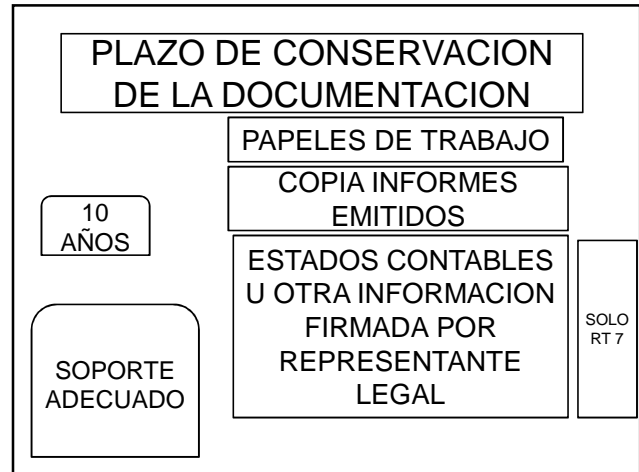 PLAZO DE CONSERVACION
DE LA DOCUMENTACION
PAPELES DE TRABAJO
COPIA INFORMES
EMITIDOS
10
AÑOS
ESTADOS CONTABLES
U OTRA INFORMACION
FIRMADA POR
REPRESENTANTE
LEGAL
SOLO
RT 7
SOPORTE
ADECUADO